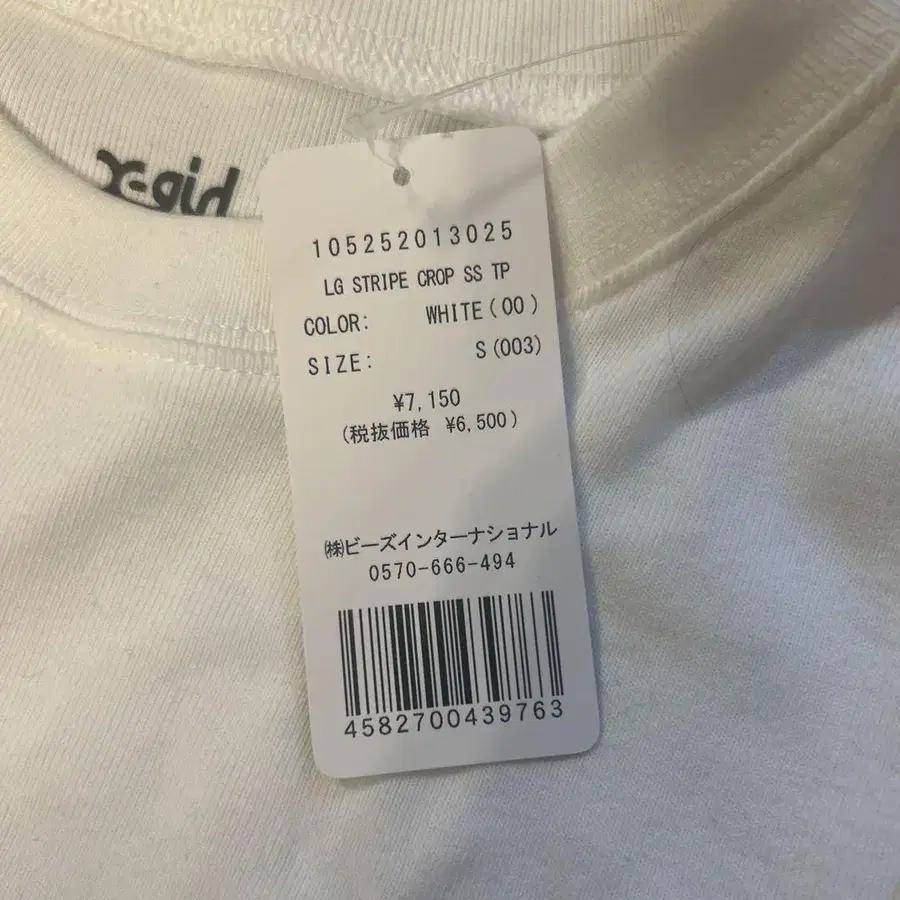 X-girl
105252013025
LG STRIPE CROP SS TP
COLOR: WHITE(00)
SIZE: S(003)
¥7,150
(税抜価格 ¥6,500)
㈱ビーズインターナショナル
0570-666-494
4582700439763